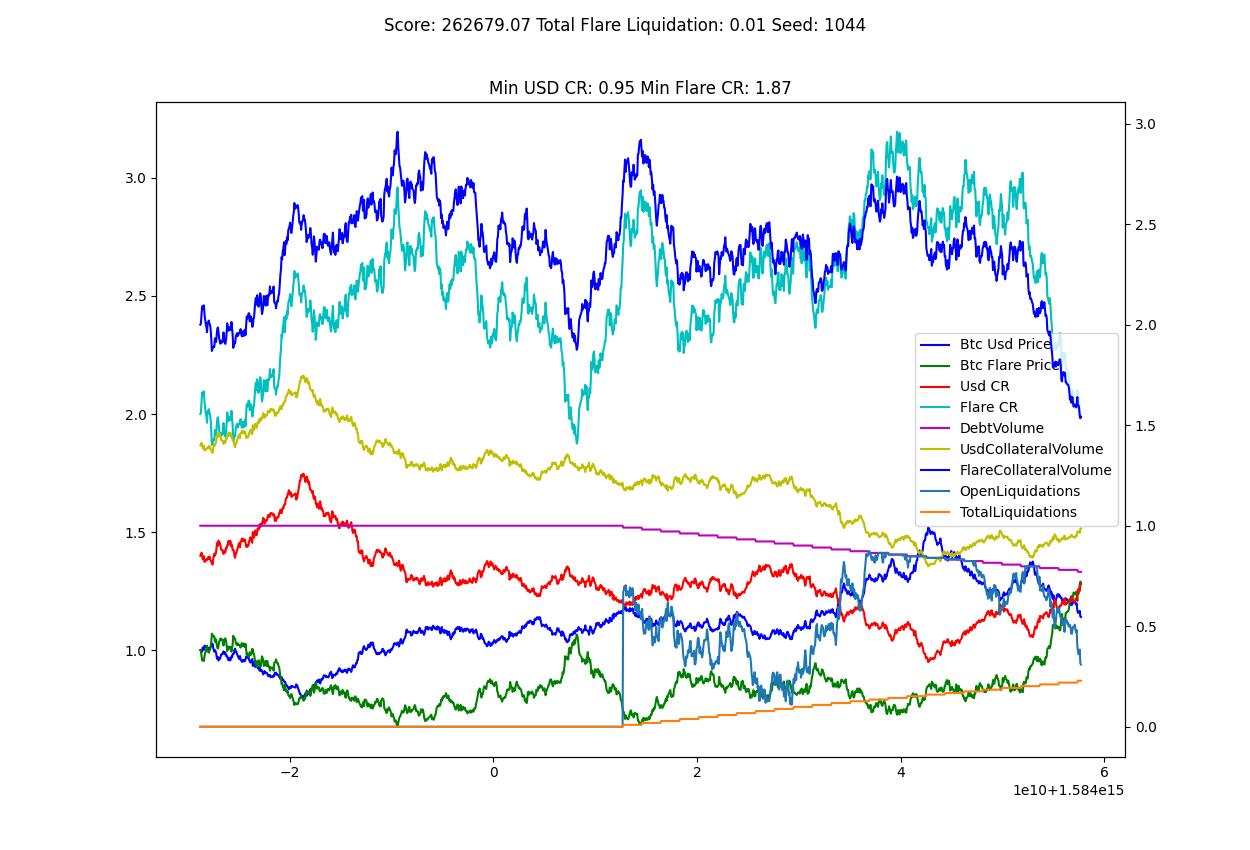 Score: 262679.07 Total Flare Liquidation: 0.01 Seed: 1044
Min USD CR: 0.95 Min Flare CR: 1.87
3.0
2.5
2.0
1.5
1.0
3.0
2.5
2.0
1.5
1.0
0.5
0.0
Btc Usd Price
Btc Flare Price
Usd CR
Flare CR
DebtVolume
UsdCollateralVolume
FlareCollateralVolume
OpenLiquidations
TotalLiquidations
−2 0 2 4 6
1e10+1.584e15